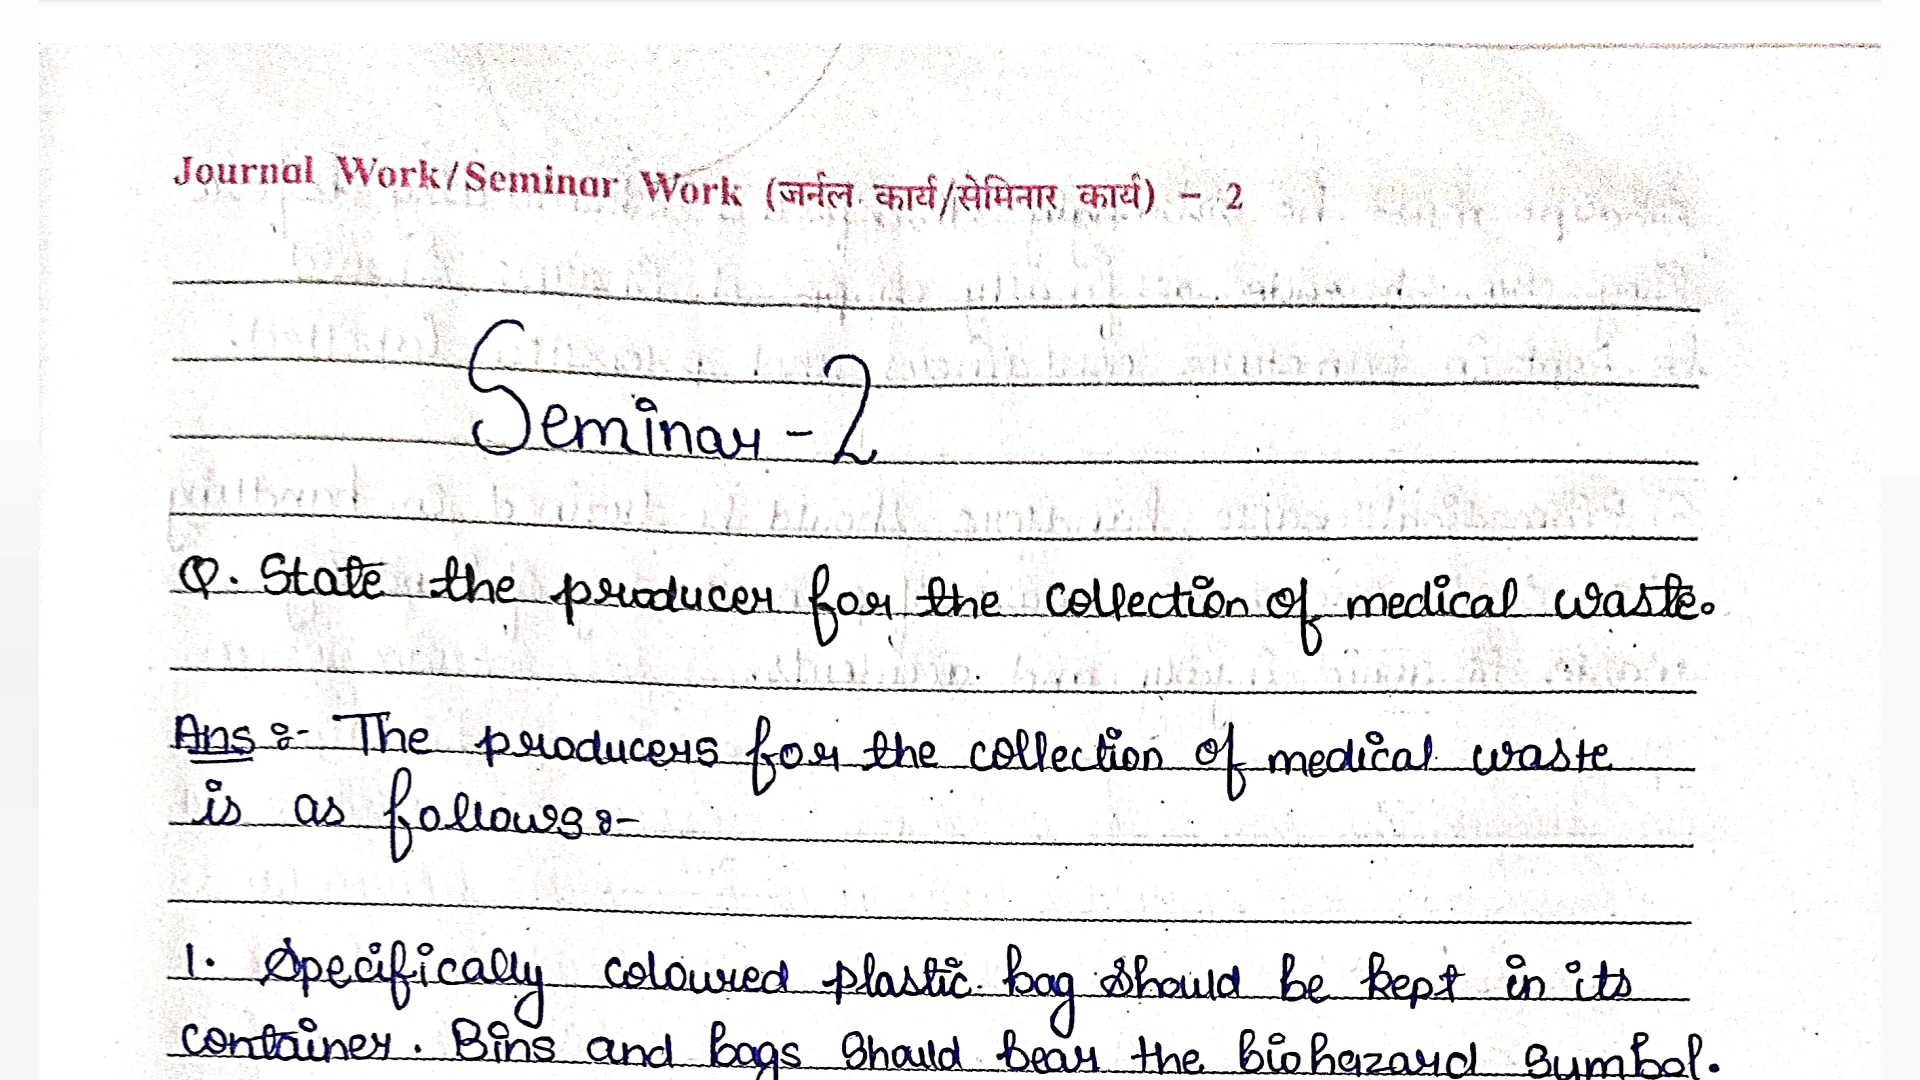 Journal Work/Seminar Work (जर्नल कार्य/सेमिनार कार्य) - 2
Seminar - 2
Q. State the producer for the collection of medical waste.
Ans :- The producers for the collection of medical waste
is as follows :-
1. Specifically coloured plastic bag should be kept in its
container. Bins and bags should bear the biohazard symbol.